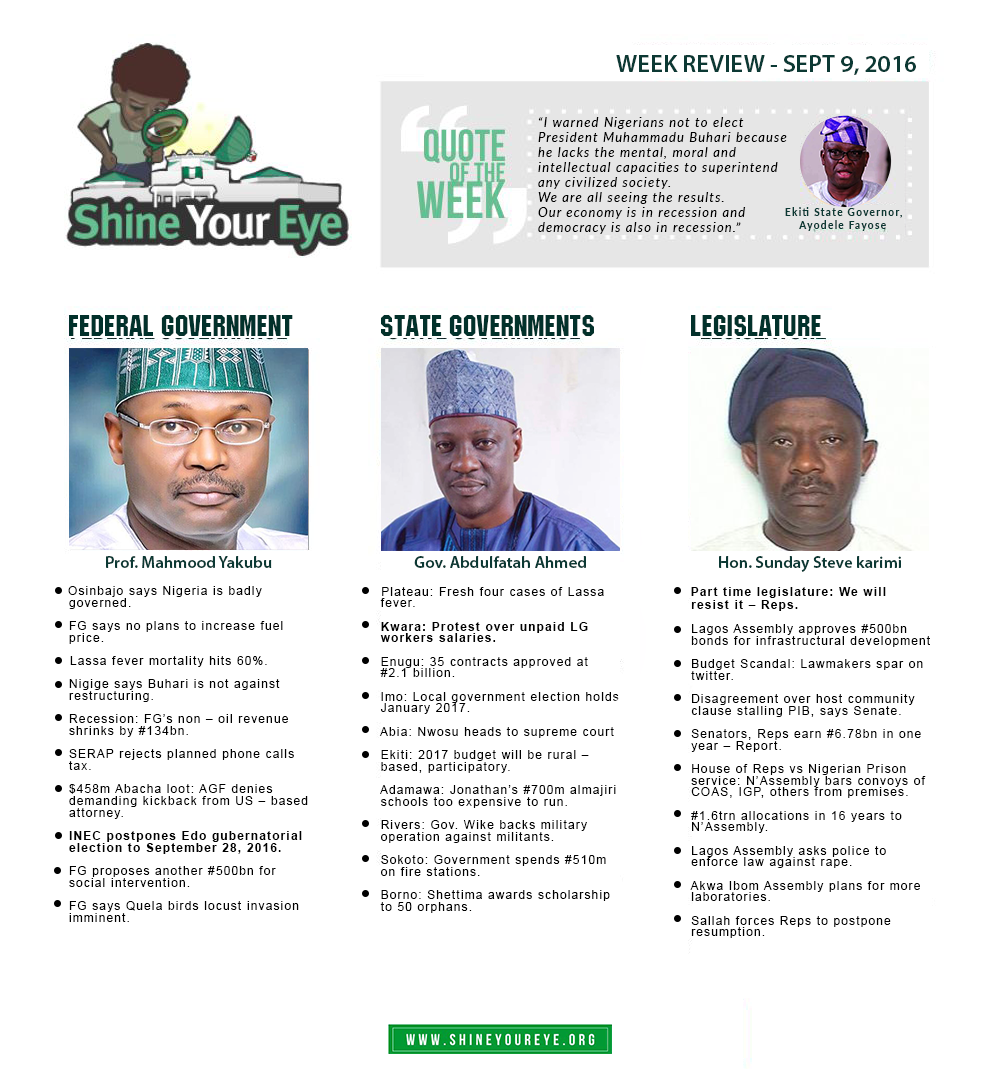 Shine Your Eye
WEEK REVIEW - SEPT 9, 2016
QUOTE
OF THE
WEEK
“I warned Nigerians not to elect
President Muhammadu Buhari because
he lacks the mental, moral and
intellectual capacities to superintend
any civilized society.
We are all seeing the results.
Our economy is in recession and
democracy is also in recession.”
Ekiti State Governor,
Ayodele Fayose
FEDERAL GOVERNMENT
Prof. Mahmood Yakubu
Osinbajo says Nigeria is badly
governed.
FG says no plans to increase fuel
price.
Lassa fever mortality hits 60%.
Nigige says Buhari is not against
restructuring.
Recession: FG’s non – oil revenue
shrinks by #134bn.
SERAP rejects planned phone calls
tax.
$458m Abacha loot: AGF denies
demanding kickback from US – based
attorney.
INEC postpones Edo gubernatorial
election to September 28, 2016.
FG proposes another #500bn for
social intervention.
FG says Quela birds locust invasion
imminent.
STATE GOVERNMENTS
Gov. Abdulfatah Ahmed
Plateau: Fresh four cases of Lassa
fever.
Kwara: Protest over unpaid LG
workers salaries.
Enugu: 35 contracts approved at
#2.1 billion.
Imo: Local government election holds
January 2017.
Abia: Nwosu heads to supreme court
Ekiti: 2017 budget will be rural –
based, participatory.
Adamawa: Jonathan’s #700m almajiri
schools too expensive to run.
Rivers: Gov. Wike backs military
operation against militants.
Sokoto: Government spends #510m
on fire stations.
Borno: Shettima awards scholarship
to 50 orphans.
LEGISLATURE
Hon. Sunday Steve karimi
Part time legislature: We will
resist it – Reps.
Lagos Assembly approves #500bn
bonds for infrastructural development
Budget Scandal: Lawmakers spar on
twitter.
Disagreement over host community
clause stalling PIB, says Senate.
Senators, Reps earn #6.78bn in one
year – Report.
House of Reps vs Nigerian Prison
service: N’Assembly bars convoys of
COAS, IGP, others from premises.
#1.6trn allocations in 16 years to
N’Assembly.
Lagos Assembly asks police to
enforce law against rape.
Akwa Ibom Assembly plans for more
laboratories.
Sallah forces Reps to postpone
resumption.
WWW.SHINEYOUREYE.ORG